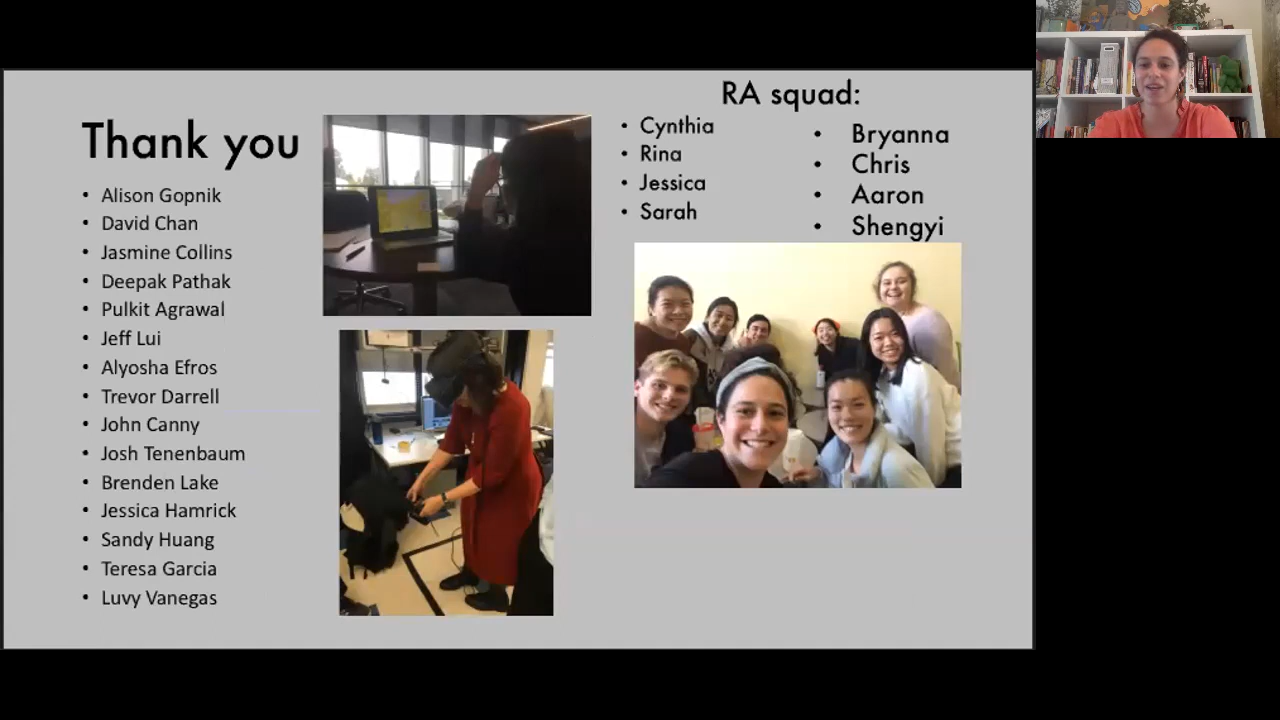 Thank you
• Alison Gopnik
• David Chan
• Jasmine Collins
• Deepak Pathak
• Pulkit Agrawal
• Jeff Lui
• Alyosha Efros
• Trevor Darrell
• John Canny
• Josh Tenenbaum
• Brenden Lake
• Jessica Hamrick
• Sandy Huang
• Teresa Garcia
• Luvy Vanegas
RA squad:
• Cynthia
• Rina
• Jessica
• Sarah
• Bryanna
• Chris
• Aaron
• Shengyi